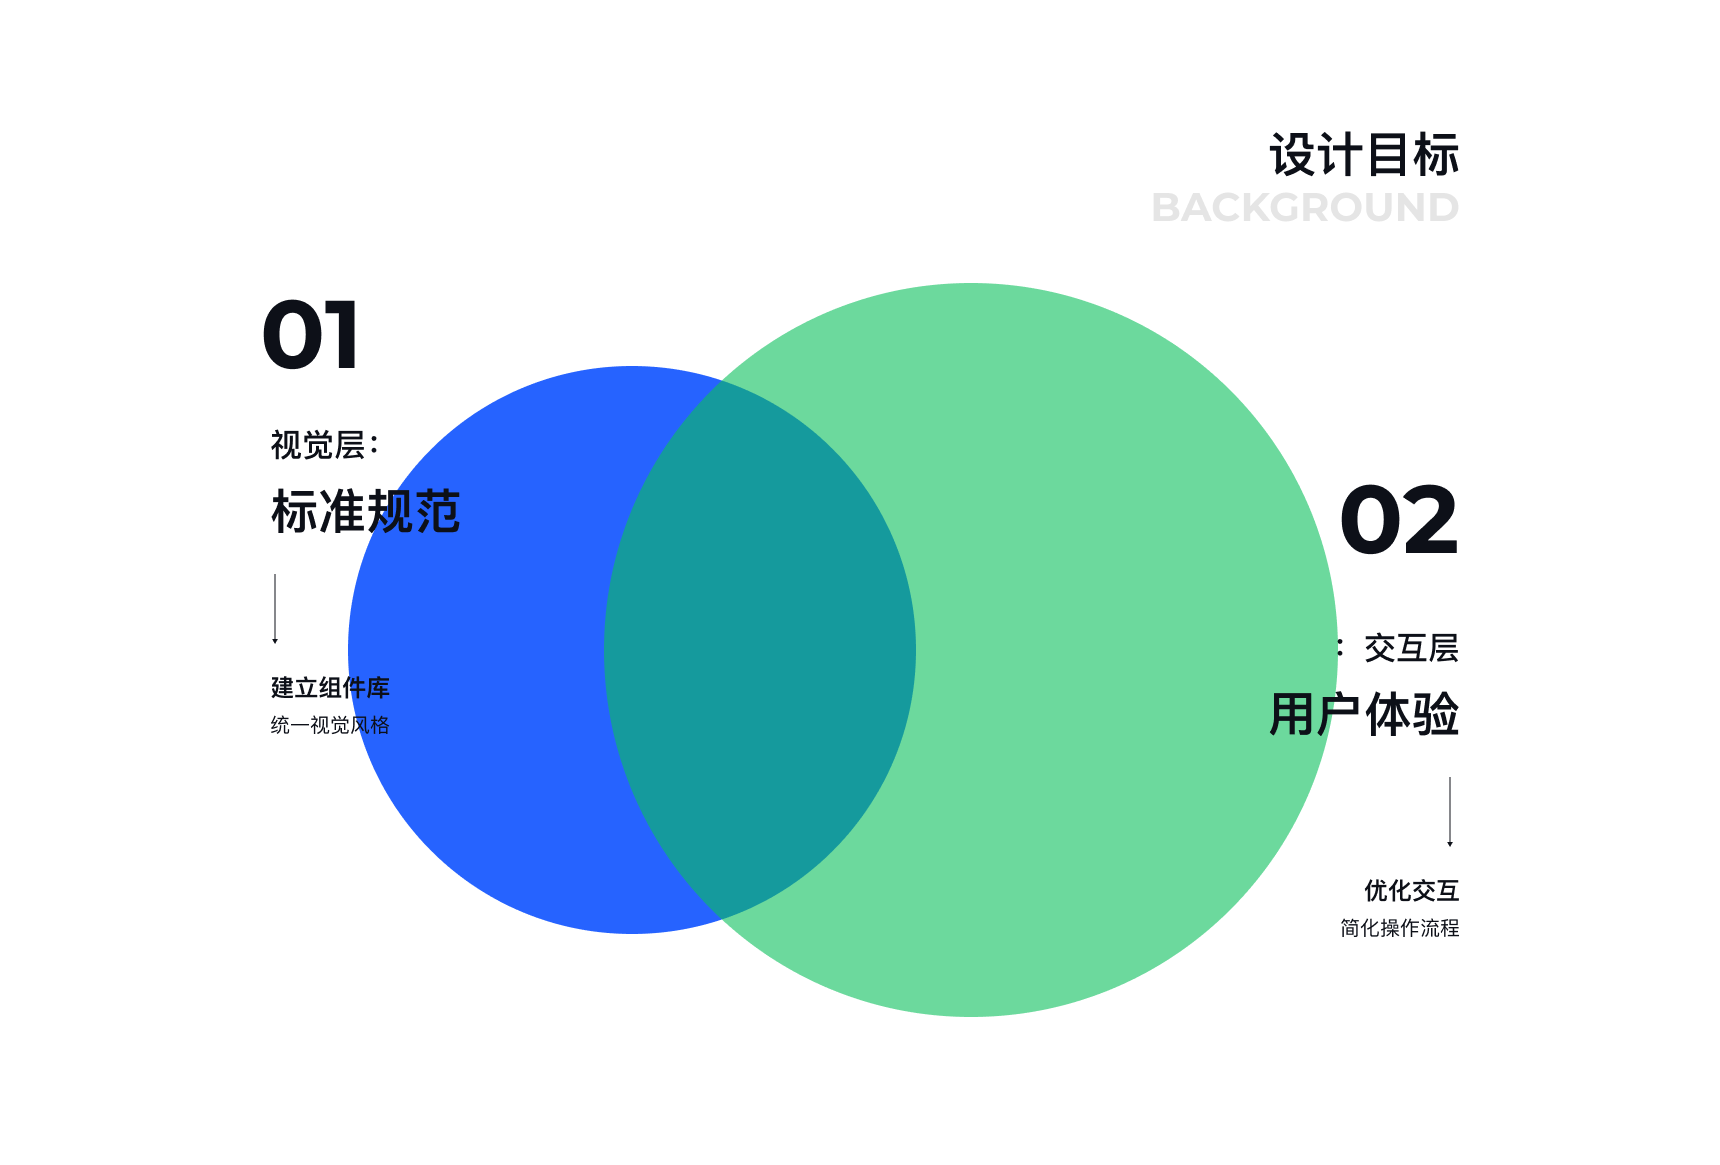 设计目标
BACKGROUND
01
视觉层：
标准规范
建立组件库
统一视觉风格
02
：交互层
用户体验
优化交互
简化操作流程